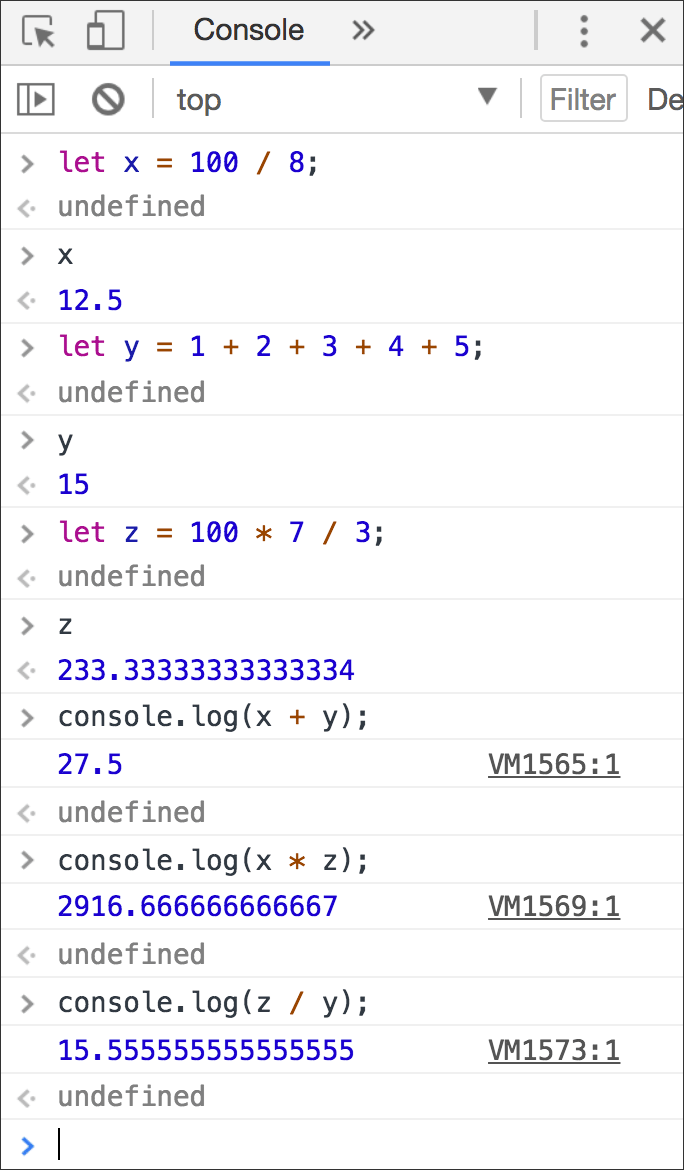 Console
top Filter De
let x = 100 / 8;
undefined
x
12.5
let y = 1 + 2 + 3 + 4 + 5;
undefined
y
15
let z = 100 * 7 / 3;
undefined
z
233.33333333333334
console.log(x + y);
27.5 VM1565:1
undefined
console.log(x * z);
2916.666666666667 VM1569:1
undefined
console.log(z / y);
15.555555555555555 VM1573:1
undefined